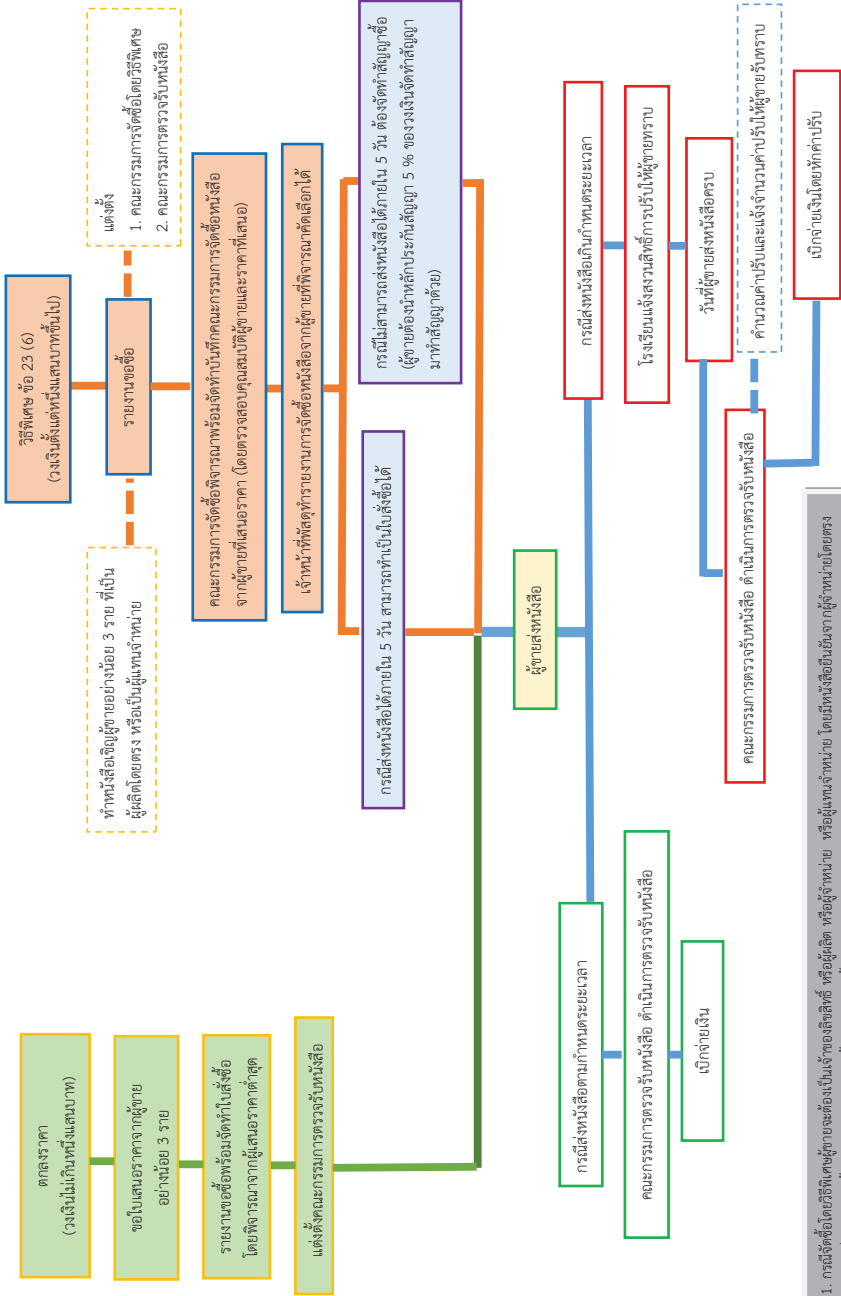 ตกลงราคา
(วงเงินไม่เกินหนึ่งแสนบาท)
ขอใบเสนอราคาจากผู้ขาย
อย่างน้อย 3 ราย
รายงานขอซื้อพร้อมจัดทำใบสั่งซื้อ
โดยพิจารณาจากผู้เสนอราคาต่ำสุด
แต่งตั้งคณะกรรมการตรวจรับหนังสือ
วิธีพิเศษ ข้อ 23 (6)
(วงเงินตั้งแต่หนึ่งแสนบาทขึ้นไป)
ทำหนังสือเชิญผู้ขายอย่างน้อย 3 ราย ที่เป็น
ผู้ผลิตโดยตรง หรือเป็นผู้แทนจำหน่าย
รายงานขอซื้อ
แต่งตั้ง
1. คณะกรรมการจัดซื้อโดยวิธีพิเศษ
2. คณะกรรมการตรวจรับหนังสือ
คณะกรรมการจัดซื้อพิจารณาพร้อมจัดทำบันทึกคณะกรรมการจัดซื้อหนังสือ
จากผู้ขายที่เสนอราคา (โดยตรวจสอบคุณสมบัติผู้ขายและราคาที่เสนอ)
เจ้าหน้าที่พัสดุทำรายงานการจัดซื้อหนังสือจากผู้ขายที่พิจารณาคัดเลือกได้
กรณีส่งหนังสือได้ภายใน 5 วัน สามารถทำเป็นใบสั่งซื้อได้
กรณีไม่สามารถส่งหนังสือได้ภายใน 5 วัน ต้องจัดทำสัญญาซื้อ
(ผู้ขายต้องนำหลักประกันสัญญา 5 % ของวงเงินจัดทำสัญญา
มาทำสัญญาด้วย)
ผู้ขายส่งหนังสือ
กรณีส่งหนังสือตามกำหนดระยะเวลา
คณะกรรมการตรวจรับหนังสือ ดำเนินการตรวจรับหนังสือ
เบิกจ่ายเงิน
กรณีส่งหนังสือเกินกำหนดระยะเวลา
โรงเรียนแจ้งสงวนสิทธิ์การปรับให้ผู้ขายทราบ
วันที่ผู้ขายส่งหนังสือครบ
คณะกรรมการตรวจรับหนังสือ ดำเนินการตรวจรับหนังสือ
คำนวณค่าปรับและแจ้งจำนวนค่าปรับให้ผู้ขายรับทราบ
เบิกจ่ายเงินโดยหักค่าปรับ
1. กรณีจัดซื้อโดยวิธีพิเศษผู้ขายจะต้องเป็นเจ้าของลิขสิทธิ์ หรือผู้ผลิต หรือผู้จำหน่าย หรือผู้แทนจำหน่าย โดยมีหนังสือยืนยันจากผู้จำหน่ายโดยตรง